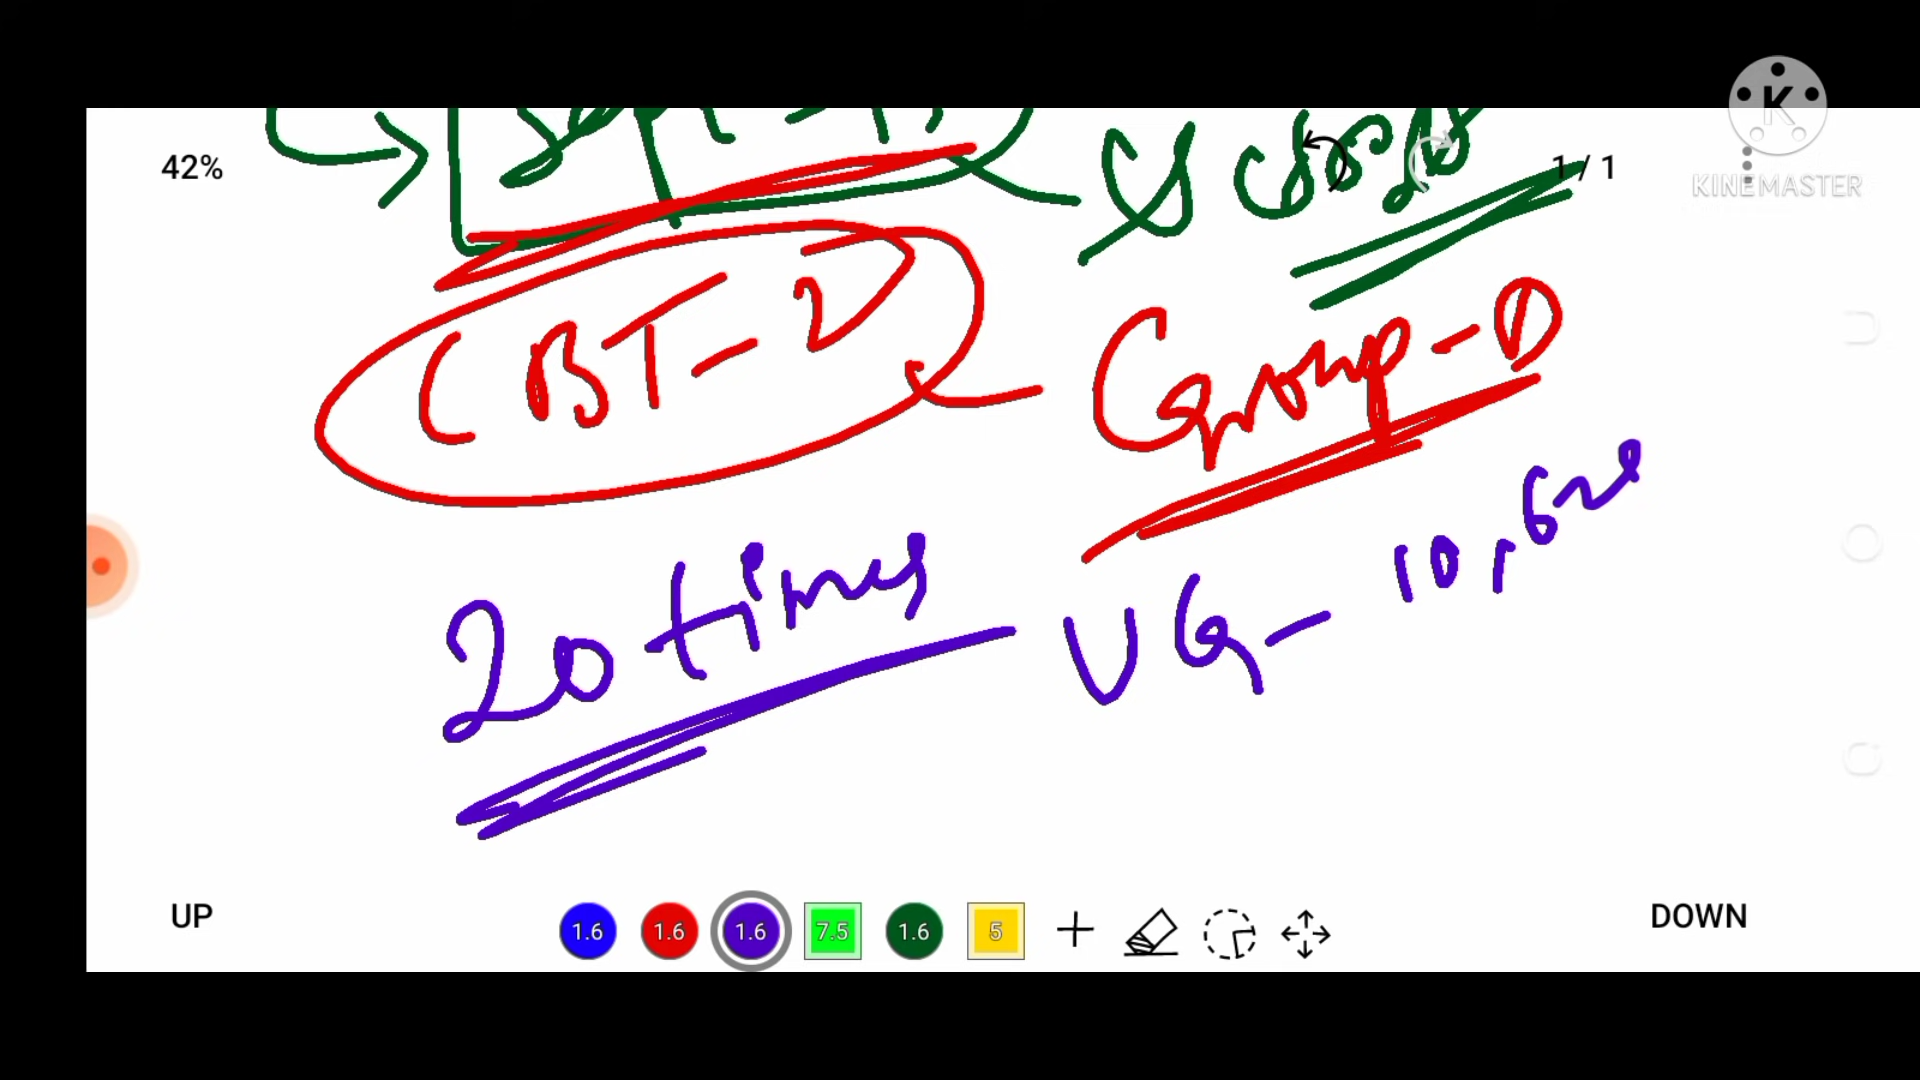 42%
1 / 1
KINEMASTER
CBT-2
Group-D
20 times
UG- 10,628
UP
1.6 1.6 1.6 7.5 1.6 5
DOWN